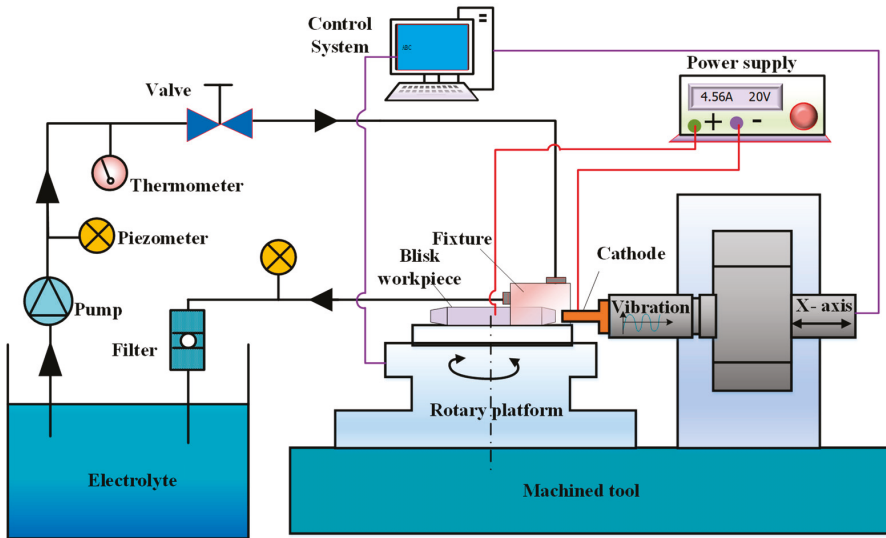 Control
System
ABC
Power supply
4.56A 20V
+ -
Valve
Thermometer
Piezometer
Fixture
Blisk
workpiece
Cathode
Pump
Vibration
X- axis
Filter
Rotary platform
Electrolyte
Machined tool